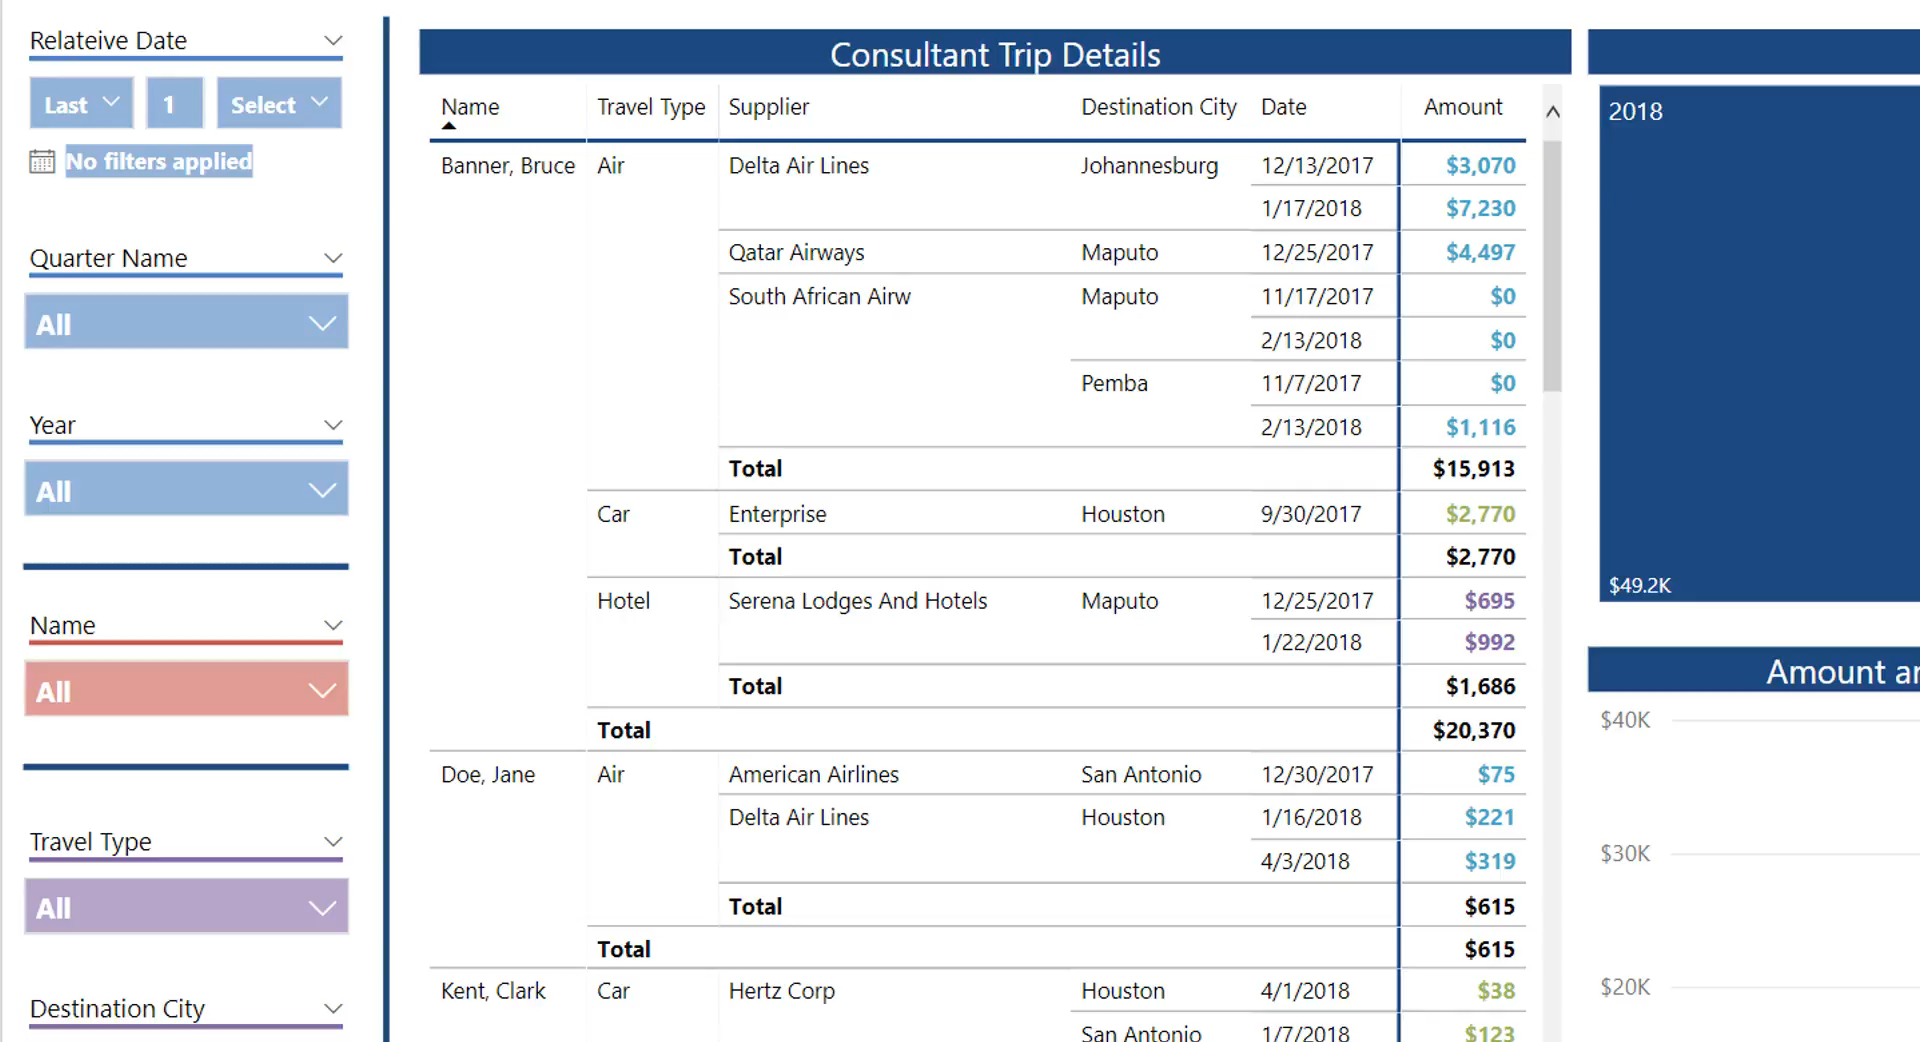 Relateive Date
Last 1 Select
No filters applied
Quarter Name
All
Year
All
Name
All
Travel Type
All
Destination City
Consultant Trip Details
Name Travel Type Supplier Destination City Date Amount
Banner, Bruce Air Delta Air Lines Johannesburg 12/13/2017 $3,070
1/17/2018 $7,230
Qatar Airways Maputo 12/25/2017 $4,497
South African Airw Maputo 11/17/2017 $0
2/13/2018 $0
Pemba 11/7/2017 $0
2/13/2018 $1,116
Total $15,913
Car Enterprise Houston 9/30/2017 $2,770
Total $2,770
Hotel Serena Lodges And Hotels Maputo 12/25/2017 $695
1/22/2018 $992
Total $1,686
Total $20,370
Doe, Jane Air American Airlines San Antonio 12/30/2017 $75
Delta Air Lines Houston 1/16/2018 $221
4/3/2018 $319
Total $615
Total $615
Kent, Clark Car Hertz Corp Houston 4/1/2018 $38
San Antonio 1/7/2018 $123
2018
$49.2K
Amount ar
$40K
$30K
$20K